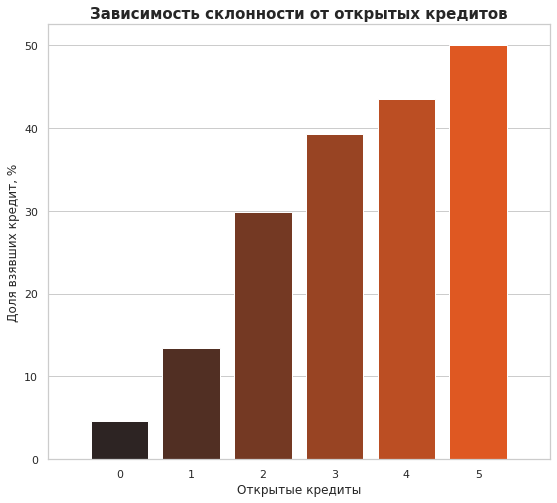 Зависимость склонности от открытых кредитов
Доля взявших кредит, %
50
40
30
20
10
0
0 1 2 3 4 5
Открытые кредиты